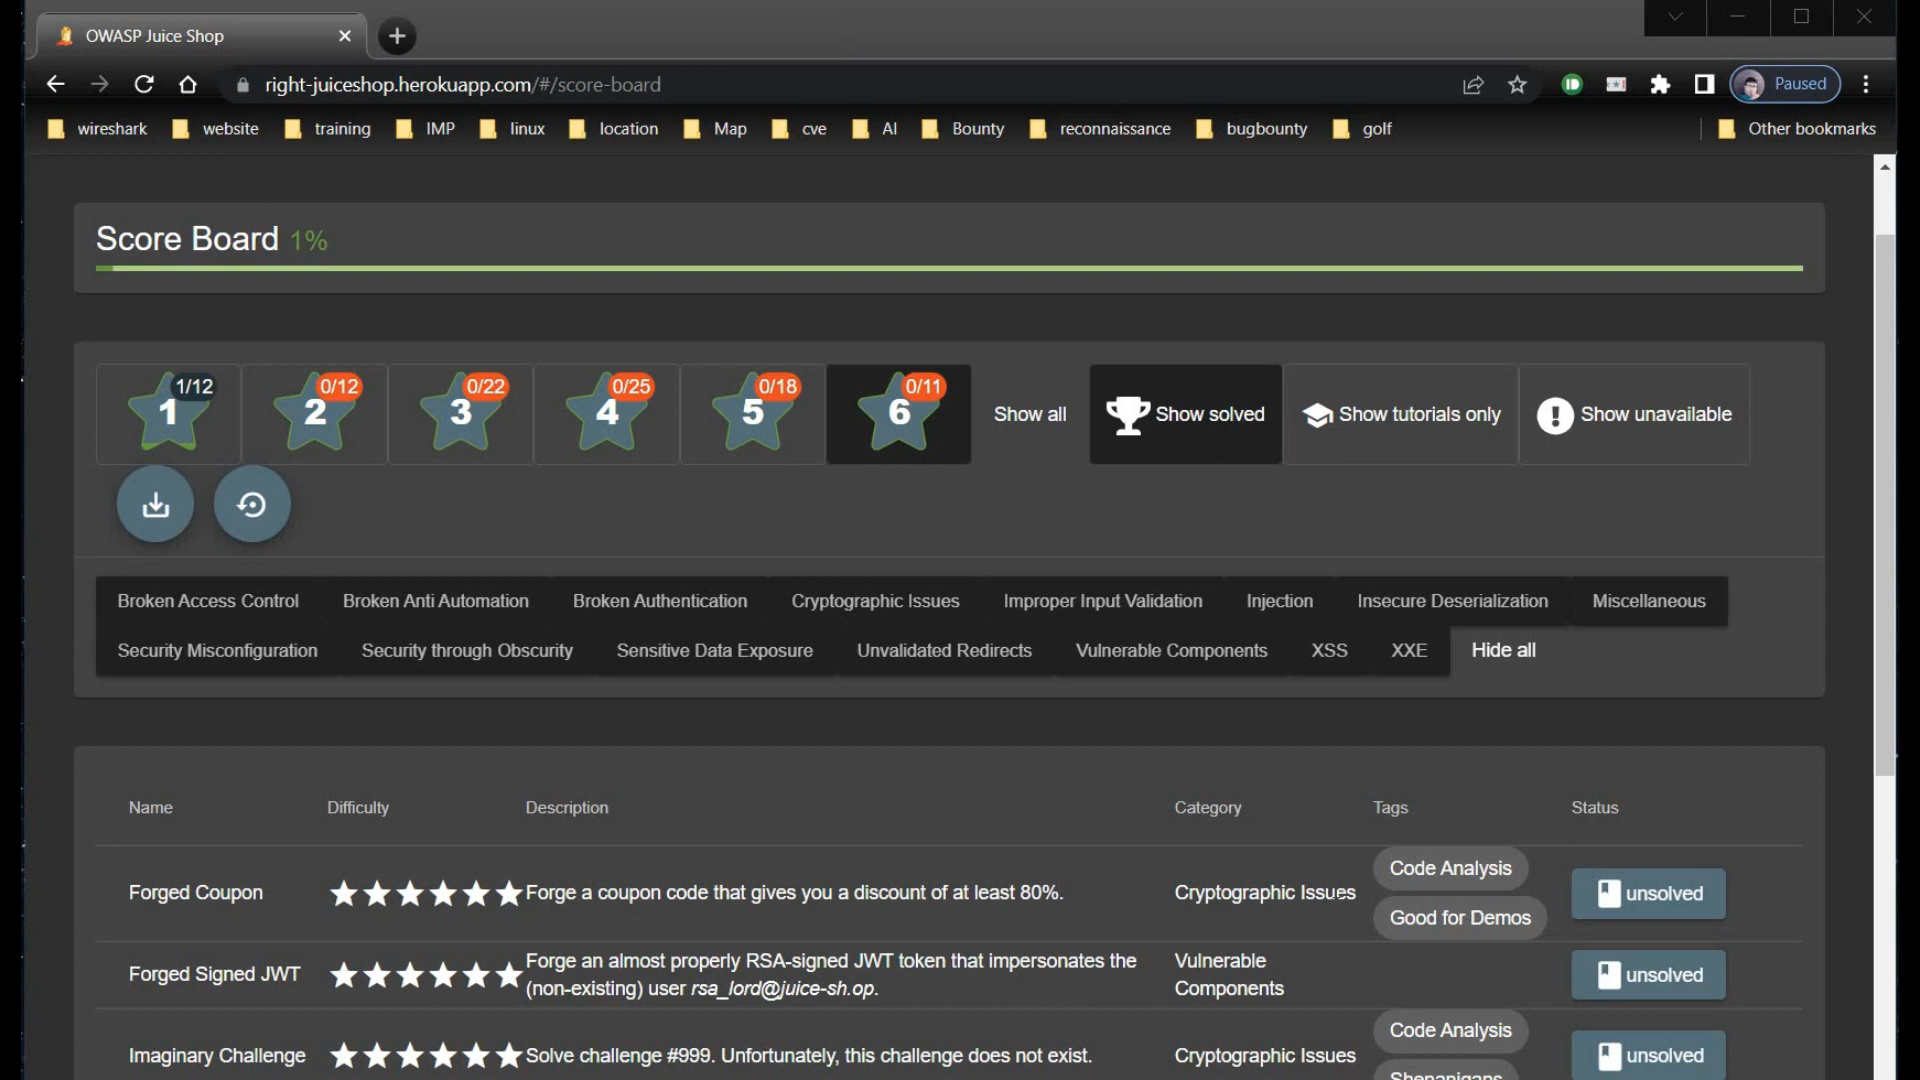 OWASP Juice Shop
right-juiceshop.herokuapp.com/#/score-board
Paused
wireshark website training IMP linux location Map cve AI Bounty reconnaissance bugbounty golf Other bookmarks
Score Board 1%
1/12 0/12 0/22 0/25 0/18 0/11
1 2 3 4 5 6 Show all Show solved Show tutorials only Show unavailable
Broken Access Control Broken Anti Automation Broken Authentication Cryptographic Issues Improper Input Validation Injection Insecure Deserialization Miscellaneous
Security Misconfiguration Security through Obscurity Sensitive Data Exposure Unvalidated Redirects Vulnerable Components XSS XXE Hide all
Name Difficulty Description Category Tags Status
Forged Coupon Forge a coupon code that gives you a discount of at least 80%. Cryptographic Issues Code Analysis unsolved
Good for Demos
Forged Signed JWT Forge an almost properly RSA-signed JWT token that impersonates the Vulnerable unsolved
(non-existing) user rsa_lord@juice-sh.op. Components
Imaginary Challenge Solve challenge #999. Unfortunately, this challenge does not exist. Cryptographic Issues Code Analysis unsolved
Shenanigans